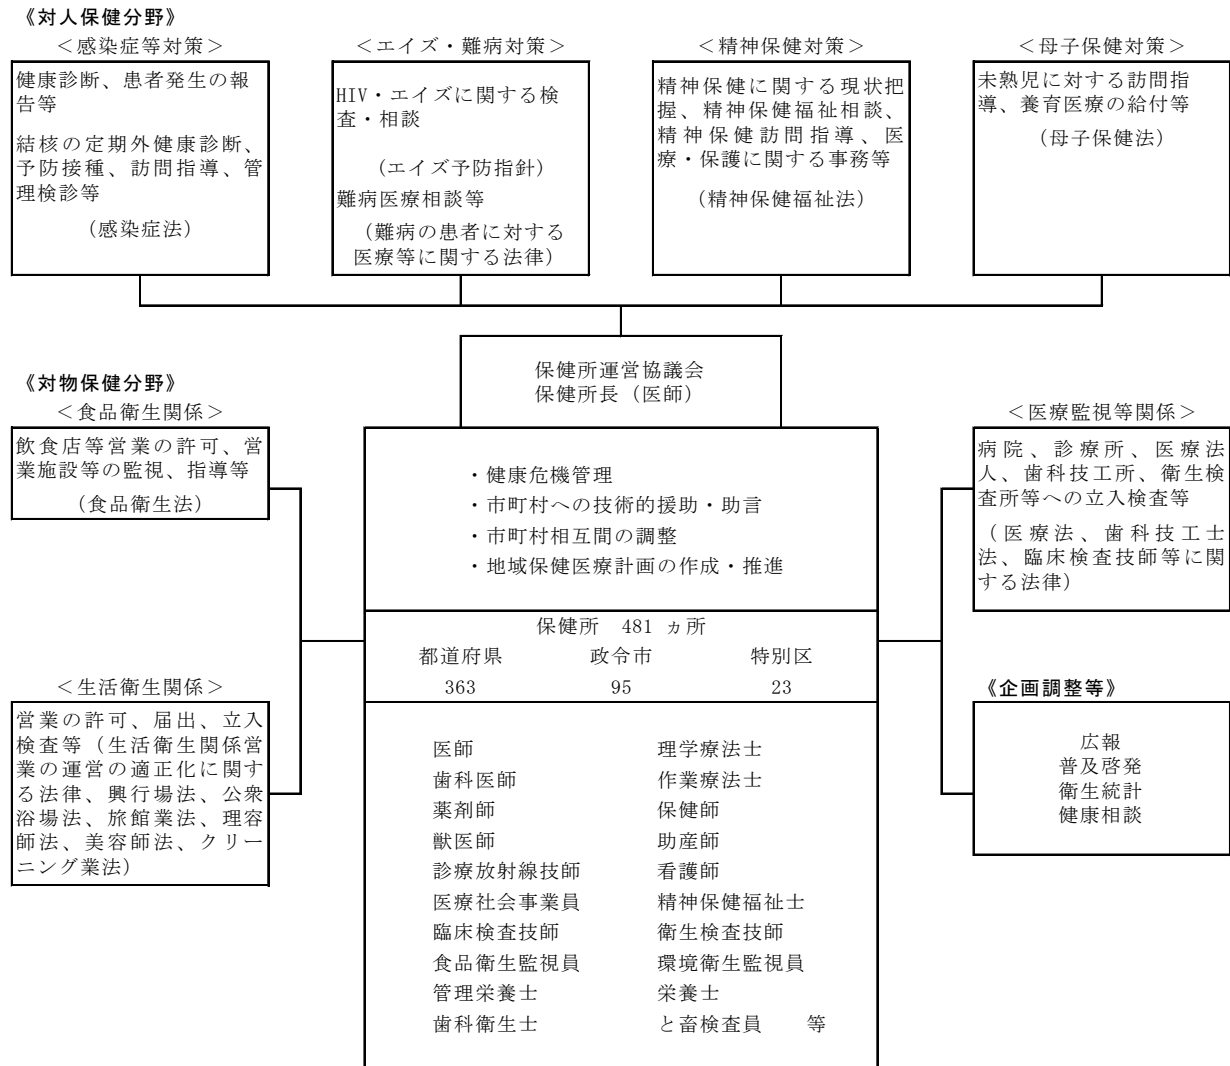 《対人保健分野》
＜感染症等対策＞
健康診断、患者発生の報
告等
結核の定期外健康診断、
予防接種、訪問指導、管
理検診等
(感染症法)
＜エイズ・難病対策＞
HIV・エイズに関する検
査・相談
(エイズ予防指針)
難病医療相談等
(難病の患者に対する
医療等に関する法律)
＜精神保健対策＞
精神保健に関する現状把
握、精神保健福祉相談、
精神保健訪問指導、医
療・保護に関する事務等
(精神保健福祉法)
＜母子保健対策＞
未熟児に対する訪問指
導、養育医療の給付等
(母子保健法)
保健所運営協議会
保健所長 (医師)
《対物保健分野》
＜食品衛生関係＞
飲食店等営業の許可、営
業施設等の監視、指導等
(食品衛生法)
＜生活衛生関係＞
営業の許可、届出、立入
検査等 (生活衛生関係営
業の運営の適正化に関す
る法律、興行場法、公衆
浴場法、旅館業法、理容
師法、美容師法、クリー
ニング業法)
・健康危機管理
・市町村への技術的援助・助言
・市町村相互間の調整
・地域保健医療計画の作成・推進
保健所 481 ヵ所
都道府県 政令市 特別区
363 95 23
医師 理学療法士
歯科医師 作業療法士
薬剤師 保健師
獣医師 助産師
診療放射線技師 看護師
医療社会事業員 精神保健福祉士
臨床検査技師 衛生検査技師
食品衛生監視員 環境衛生監視員
管理栄養士 栄養士
歯科衛生士 と畜検査員 等
＜医療監視等関係＞
病院、診療所、医療法
人、歯科技工所、衛生検
査所等への立入検査等
(医療法、歯科技工士
法、臨床検査技師等に関
する法律)
《企画調整等》
広報
普及啓発
衛生統計
健康相談